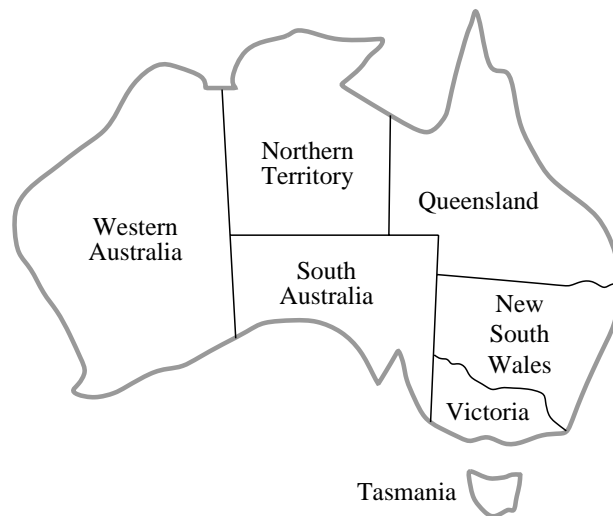 Northern
Territory
Western
Australia
Queensland
South
Australia
New
South
Wales
Victoria
Tasmania